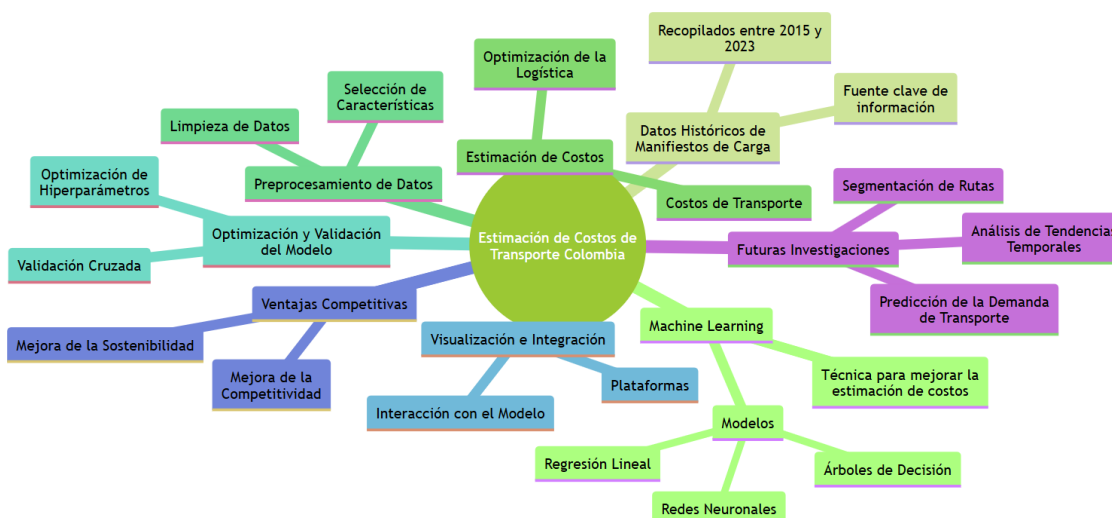 Recopilados entre 2015 y
2023
Optimización de la
Logística
Selección de
Características
Fuente clave de
información
Limpieza de Datos
Datos Históricos de
Manifiestos de Carga
Estimación de Costos
Optimización de
Hiperparámetros
Preprocesamiento de Datos
Segmentación de Rutas
Costos de Transporte
Optimización y Validación
del Modelo
Estimación de Costos de
Transporte Colombia
Futuras Investigaciones
Análisis de Tendencias
Temporales
Validación Cruzada
Ventajas Competitivas
Predicción de la Demanda
de Transporte
Machine Learning
Mejora de la Sostenibilidad
Visualización e Integración
Mejora de la
Competitividad
Plataformas
Técnica para mejorar la
estimación de costos
Interacción con el Modelo
Modelos
Regresión Lineal
Árboles de Decisión
Redes Neuronales